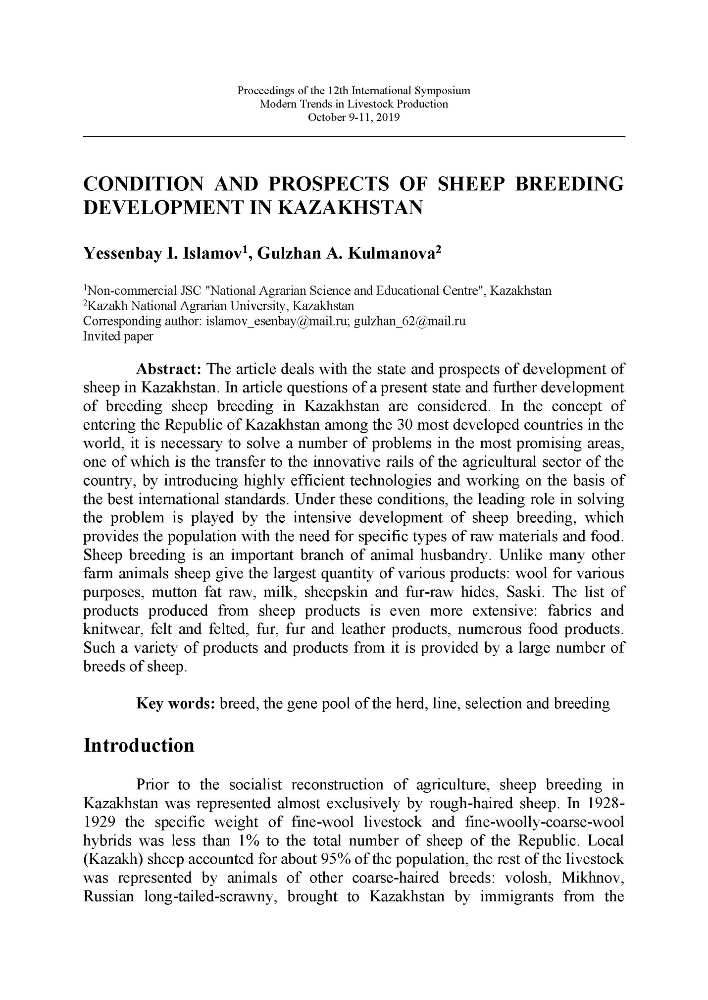 Proceedings of the 12th International Symposium
Modern Trends in Livestock Production
October 9-11, 2019
CONDITION AND PROSPECTS OF SHEEP BREEDING
DEVELOPMENT IN KAZAKHSTAN
Yessenbay I. Islamov¹, Gulzhan A. Kulmanova²
¹Non-commercial JSC "National Agrarian Science and Educational Centre", Kazakhstan
²Kazakh National Agrarian University, Kazakhstan
Corresponding author: islamov_esenbay@mail.ru; gulzhan_62@mail.ru
Invited paper
Abstract: The article deals with the state and prospects of development of
sheep in Kazakhstan. In article questions of a present state and further development
of breeding sheep breeding in Kazakhstan are considered. In the concept of
entering the Republic of Kazakhstan among the 30 most developed countries in the
world, it is necessary to solve a number of problems in the most promising areas,
one of which is the transfer to the innovative rails of the agricultural sector of the
country, by introducing highly efficient technologies and working on the basis of
the best international standards. Under these conditions, the leading role in solving
the problem is played by the intensive development of sheep breeding, which
provides the population with the need for specific types of raw materials and food.
Sheep breeding is an important branch of animal husbandry. Unlike many other
farm animals sheep give the largest quantity of various products: wool for various
purposes, mutton fat raw, milk, sheepskin and fur-raw hides, Saski. The list of
products produced from sheep products is even more extensive: fabrics and
knitwear, felt and felted, fur, fur and leather products, numerous food products.
Such a variety of products and products from it is provided by a large number of
breeds of sheep.
Key words: breed, the gene pool of the herd, line, selection and breeding
Introduction
Prior to the socialist reconstruction of agriculture, sheep breeding in
Kazakhstan was represented almost exclusively by rough-haired sheep. In 1928-
1929 the specific weight of fine-wool livestock and fine-woolly-coarse-wool
hybrids was less than 1% to the total number of sheep of the Republic. Local
(Kazakh) sheep accounted for about 95% of the population, the rest of the livestock
was represented by animals of other coarse-haired breeds: volosh, Mikhnov,
Russian long-tailed-scrawny, brought to Kazakhstan by immigrants from the